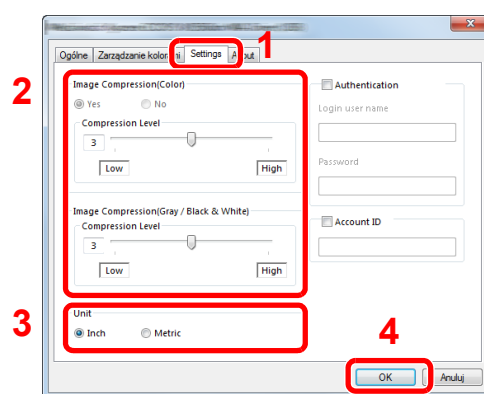 1
Ogólne Zarządzanie kolorami Settings About
2
Image Compression(Color)
Yes No
Compression Level
3
Low High
Image Compression(Gray / Black & White)
Compression Level
3
Low High
Authentication
Login user name
Password
Account ID
3
Unit
Inch Metric
4
OK Anuluj